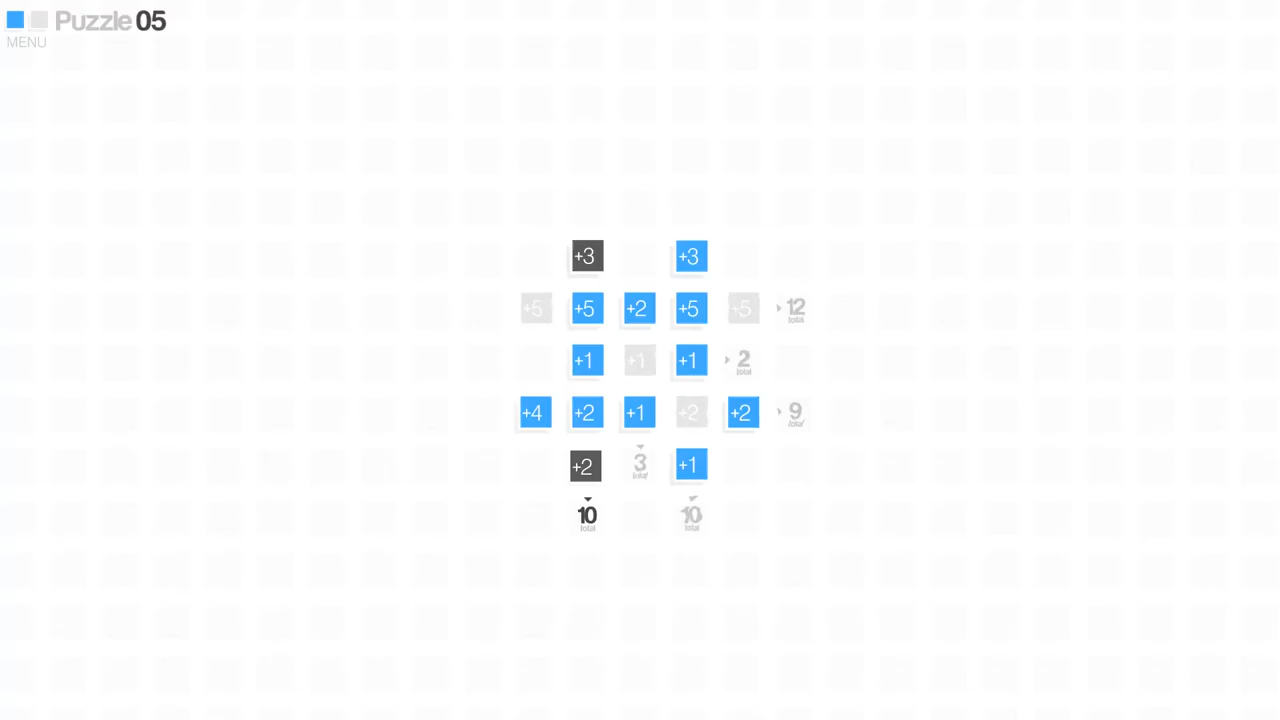 Puzzle 05
MENU
+3 +3
+5 +5 +2 +5 +5 12
total
+1 +1 +1 2
total
+4 +2 +1 +2 +2 9
total
+2 3 +1
total
10 10
total total